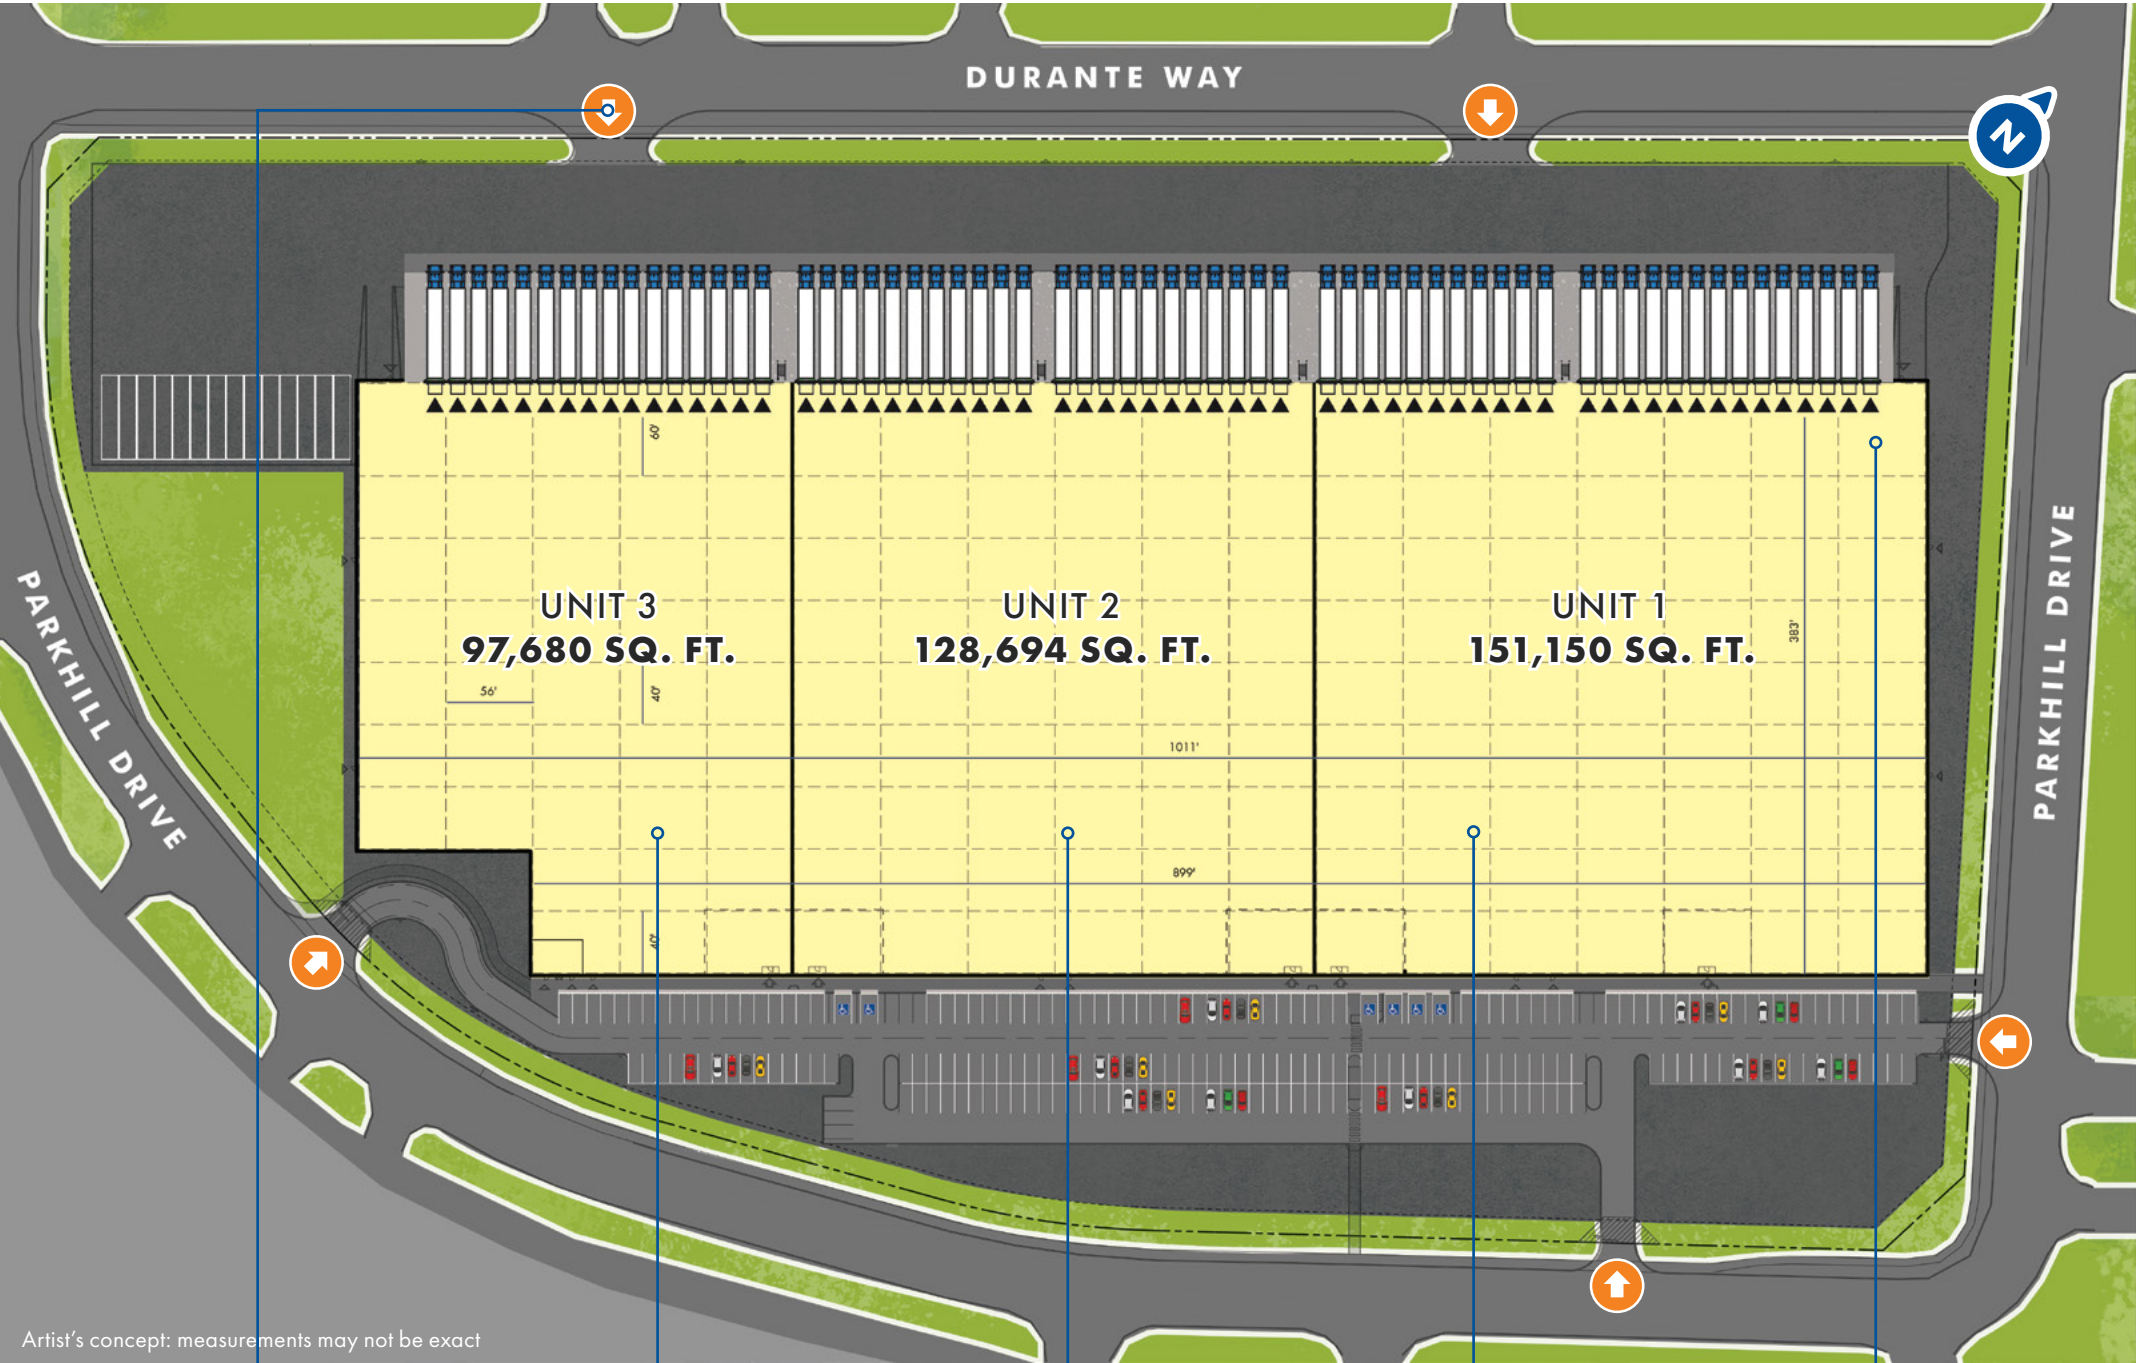 DURANTE WAY
N
60'
PARKHILL DRIVE
PARKHILL DRIVE
UNIT 3
97,680 SQ. FT.
UNIT 2
128,694 SQ. FT.
UNIT 1
151,150 SQ. FT.
383'
56'
40'
1011'
899'
40'
Artist's concept: measurements may not be exact